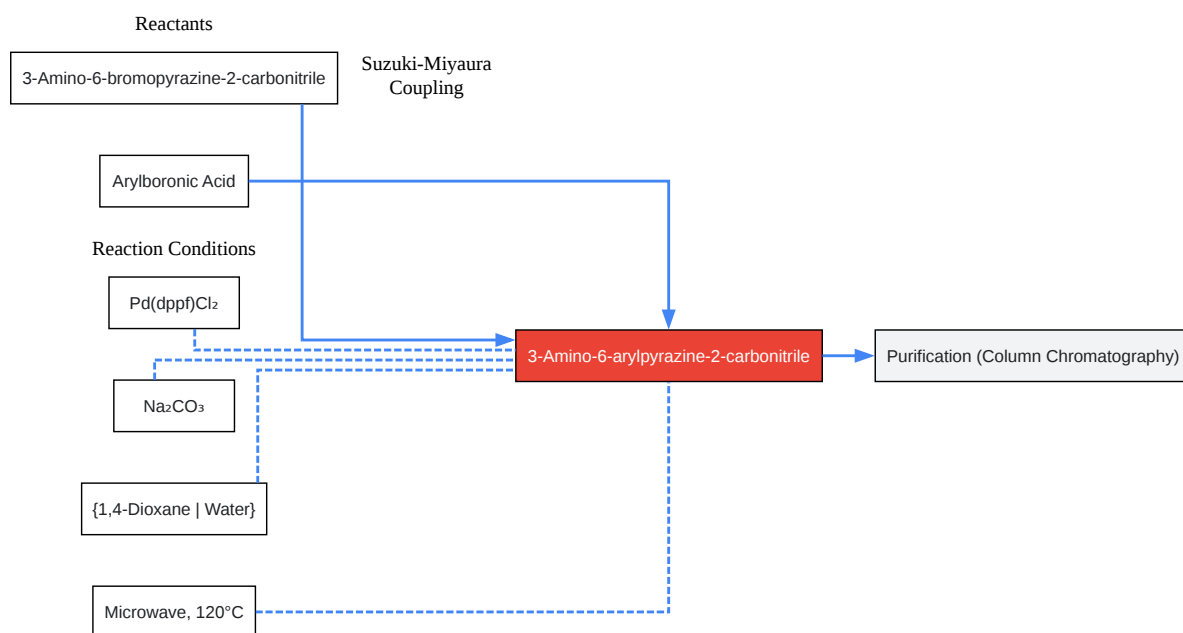 Reactants
3-Amino-6-bromopyrazine-2-carbonitrile
Suzuki-Miyaura
Coupling
Arylboronic Acid
Reaction Conditions
Pd(dppf)Cl₂
3-Amino-6-arylpyrazine-2-carbonitrile
Purification (Column Chromatography)
Na₂CO₃
{1,4-Dioxane | Water}
Microwave, 120°C